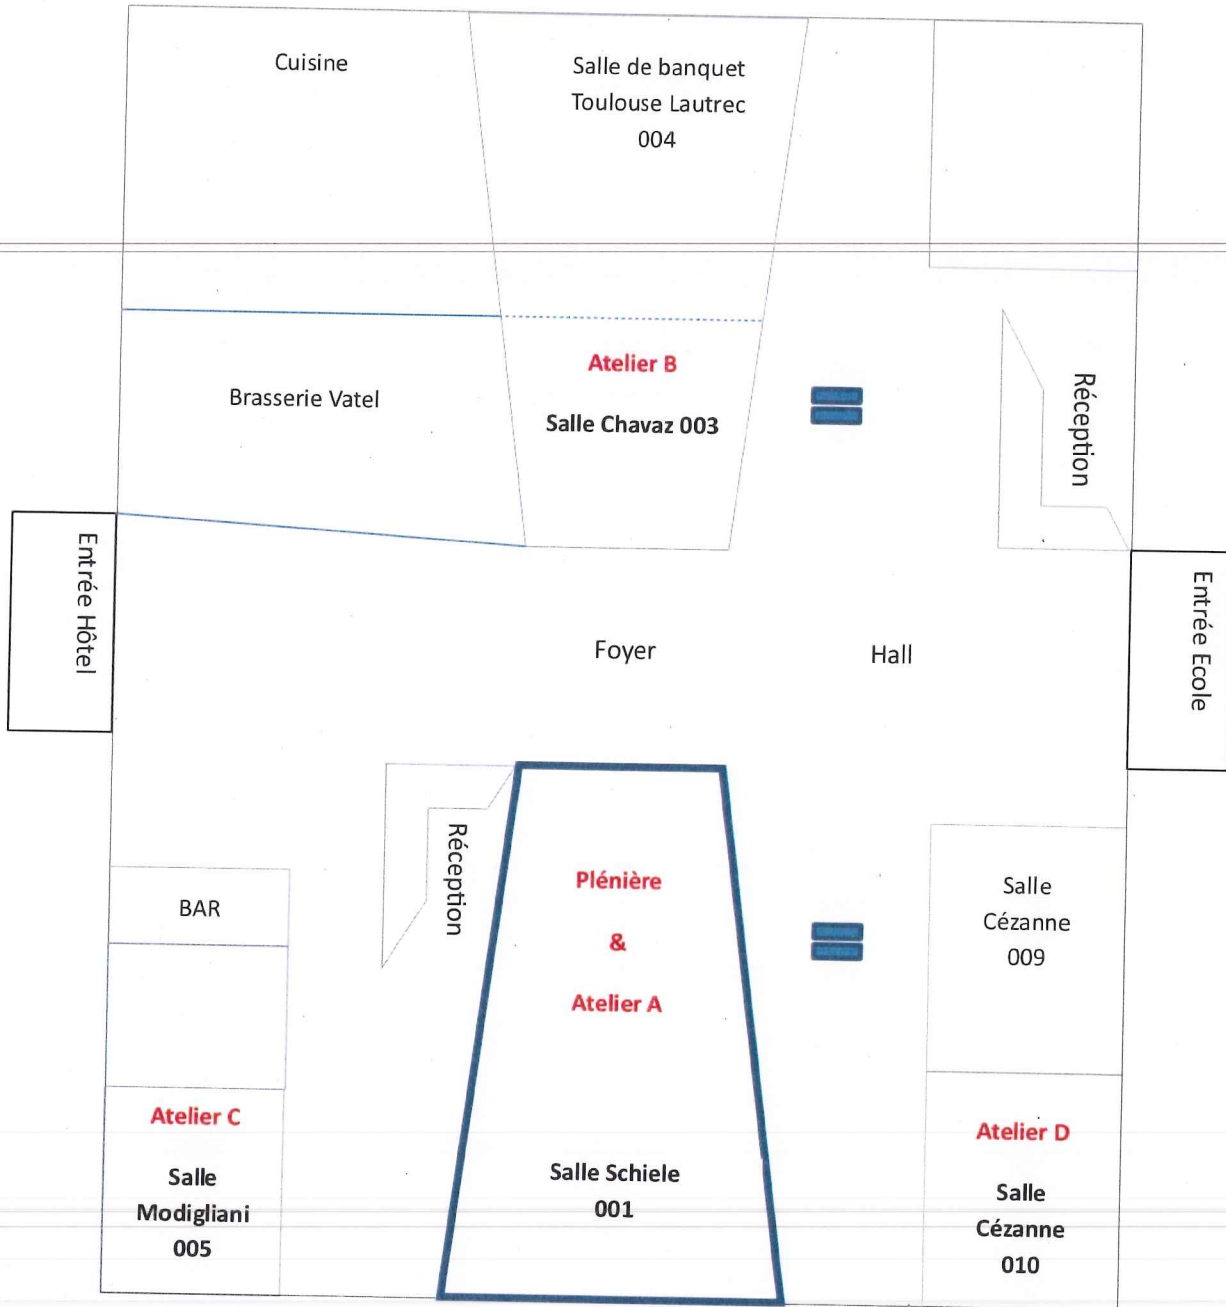 Cuisine
Salle de banquet
Toulouse Lautrec
004
Atelier B
Salle Chavaz 003
Brasserie Vatel
Réception
Entrée Hôtel
Entrée Ecole
Foyer
Hall
Réception
BAR
Plénière
&
Atelier A
Salle Schiele
001
Salle
Cézanne
009
Atelier C
Salle
Modigliani
005
Atelier D
Salle
Cézanne
010